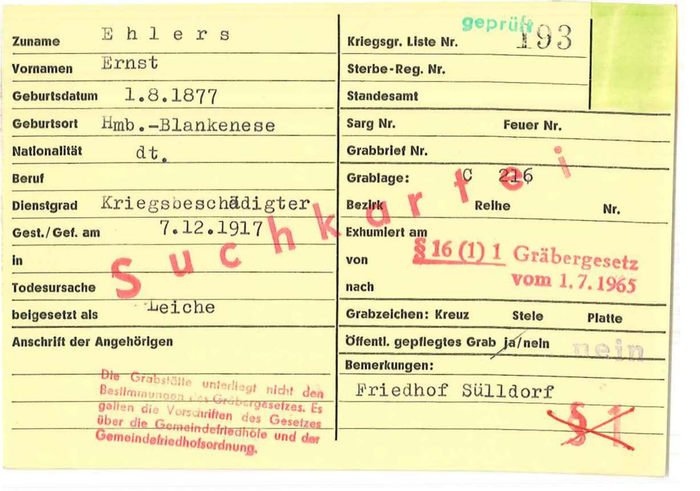 Zuname E h l e r s
Vornamen Ernst
Geburtsdatum 1.8.1877
Geburtsort Hmb.-Blankenese
Nationalität dt.
Beruf
Dienstgrad Kriegsbeschädigter
Gest./Gef. am 7.12.1917
in
Todesursache
beigesetzt als Leiche
Anschrift der Angehörigen
Die Grabstätte unterliegt nicht den
Bestimmungen des Gräbergesetzes. Es
gelten die Vorschriften des Gesetzes
über die Gemeindefriedhöfe und der
Gemeindefriedhofsordnung.
Suchkartei
geprüft
Kriegsgr. Liste Nr. 193
Sterbe-Reg. Nr.
Standesamt
Sarg Nr. Feuer Nr.
Grabbrief Nr.
Grablage: C 216
Bezirk Reihe Nr.
Exhumiert am
von
nach
§ 16 (1) 1 Gräbergesetz
vom 1.7.1965
Grabzeichen: Kreuz Stele Platte
Öffentl. gepflegtes Grab ja/nein nein
Bemerkungen:
Friedhof Sülldorf
§ 1